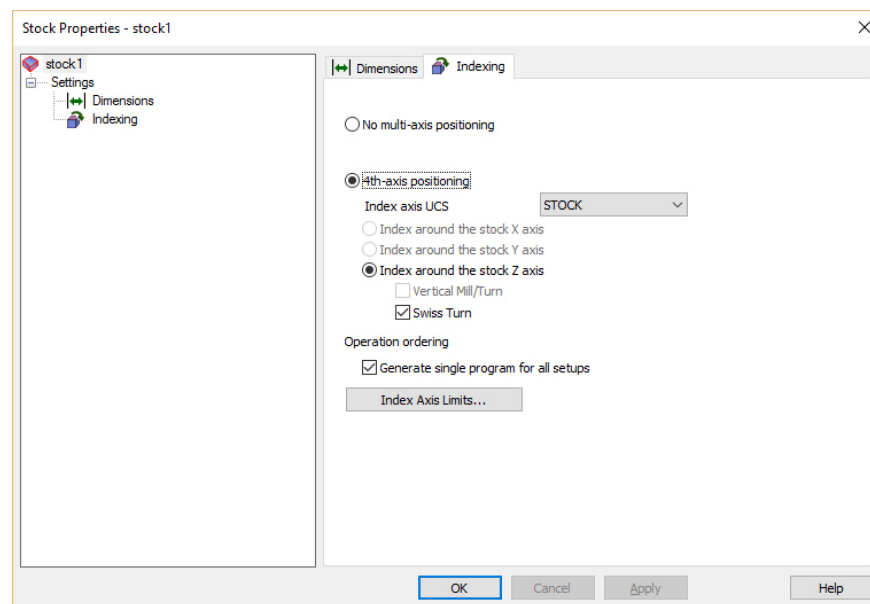 Stock Properties - stock1
stock1
Settings
Dimensions
Indexing
Dimensions
Indexing
No multi-axis positioning
4th-axis positioning
Index axis UCS
STOCK
Index around the stock X axis
Index around the stock Y axis
Index around the stock Z axis
Vertical Mill/Turn
Swiss Turn
Operation ordering
Generate single program for all setups
Index Axis Limits...
OK
Cancel
Apply
Help